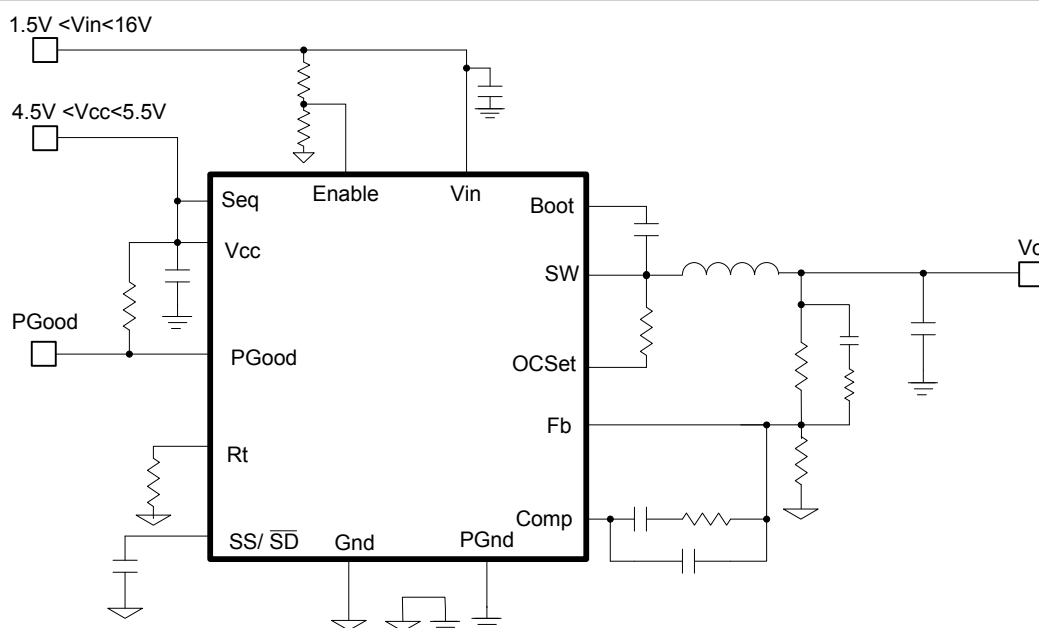 1.5V <Vin<16V
4.5V <Vcc<5.5V
Enable
Vin
Seq
Boot
Vcc
SW
PGood
PGood
OCSet
Fb
Rt
Comp
SS/ SD
Gnd
PGnd